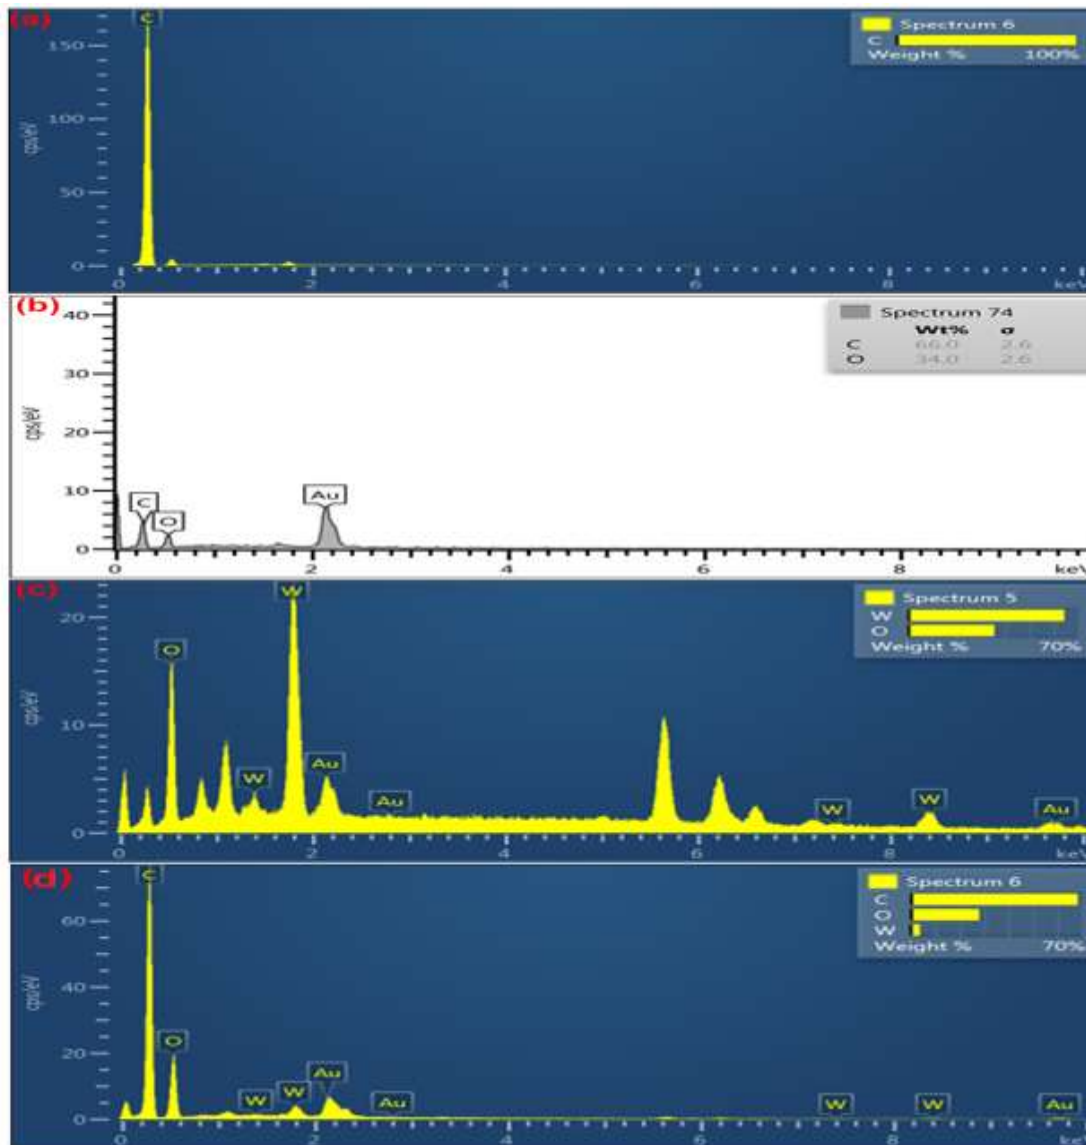 (a)
C
Spectrum 6
C
Weight % 100%
150
100
50
0
cps/eV
0 2 4 6 8 keV
(b)
Spectrum 74
Wt% σ
C 66.0 2.6
O 34.0 2.6
40
30
20
10
0
cps/eV
C
O
Au
0 2 4 6 8 keV
(c)
Spectrum 5
W
O
Weight % 70%
20
10
0
cps/eV
O
W
W
Au
Au
W
W
Au
0 2 4 6 8 keV
(d)
Spectrum 6
C
O
W
Weight % 70%
60
40
20
0
cps/eV
C
O
W
W
Au
Au
W
W
Au
0 2 4 6 8 keV